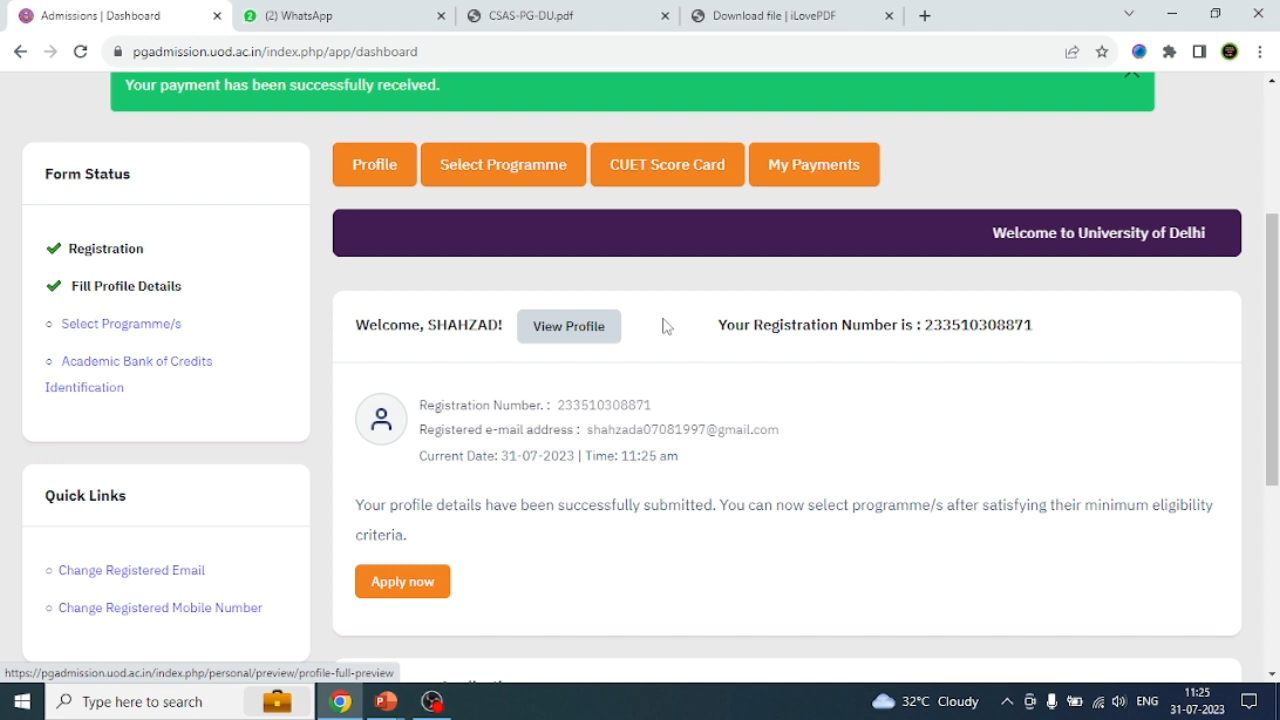 Admissions | Dashboard
(2) WhatsApp
CSAS-PG-DU.pdf
Download file | iLovePDF
pgadmission.uod.ac.in/index.php/app/dashboard
Your payment has been successfully received.
Form Status
Registration
Fill Profile Details
Select Programme/s
Academic Bank of Credits
Identification
Quick Links
Change Registered Email
Change Registered Mobile Number
Profile
Select Programme
CUET Score Card
My Payments
Welcome to University of Delhi
Welcome, SHAHZAD!
View Profile
Your Registration Number is : 233510308871
Registration Number. : 233510308871
Registered e-mail address : shahzada07081997@gmail.com
Current Date: 31-07-2023 | Time: 11:25 am
Your profile details have been successfully submitted. You can now select programme/s after satisfying their minimum eligibility
criteria.
Apply now
https://pgadmission.uod.ac.in/index.php/personal/preview/profile-full-preview
Type here to search
32°C Cloudy
ENG
11:25
31-07-2023